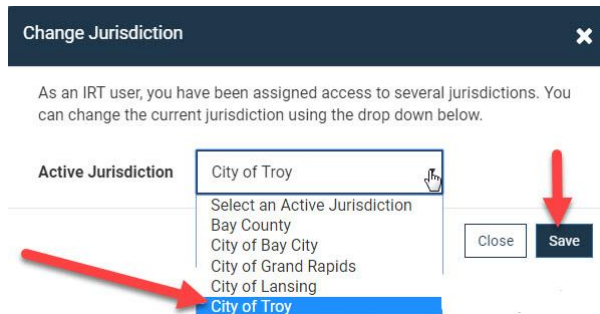 Change Jurisdiction
As an IRT user, you have been assigned access to several jurisdictions. You
can change the current jurisdiction using the drop down below.
Active Jurisdiction
City of Troy
Select an Active Jurisdiction
Bay County
City of Bay City
City of Grand Rapids
City of Lansing
City of Troy
Close
Save